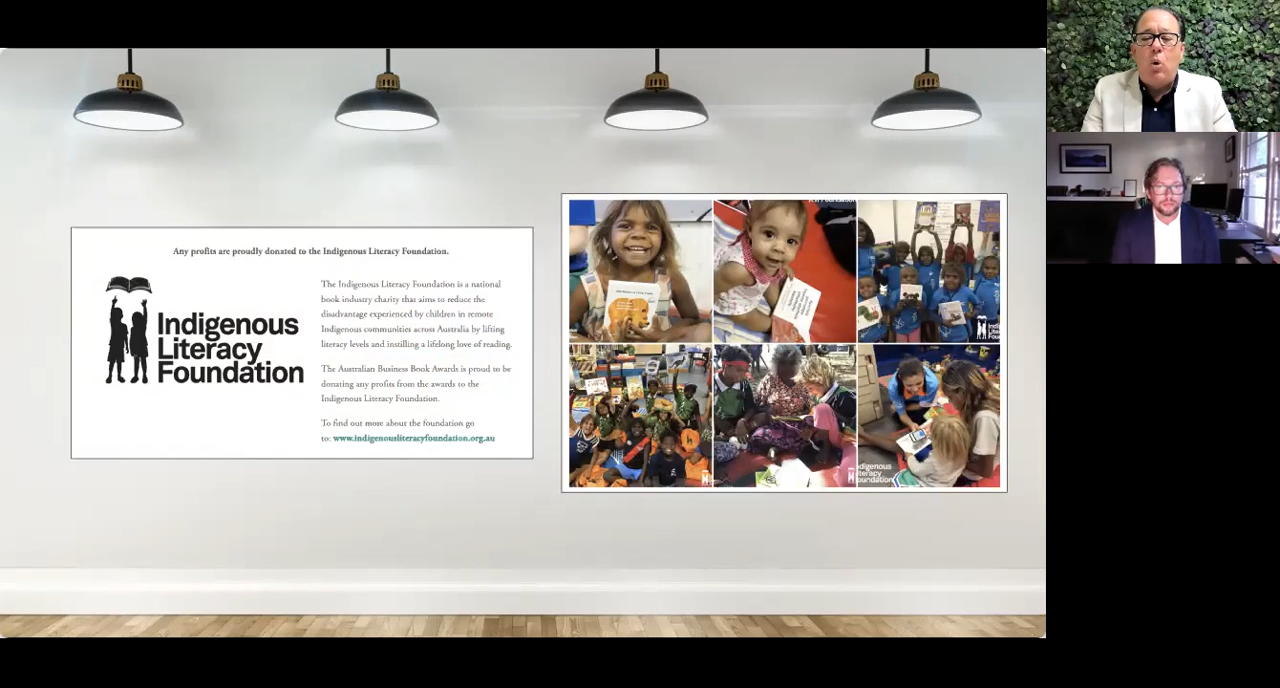 Any profits are proudly donated to the Indigenous Literacy Foundation.
Indigenous
Literacy
Foundation
The Indigenous Literacy Foundation is a national
book industry charity that aims to reduce the
disadvantage experienced by children in remote
Indigenous communities across Australia by lifting
literacy levels and instilling a lifelong love of reading.
The Australian Business Book Awards is proud to be
donating any profits from the awards to the
Indigenous Literacy Foundation.
To find out more about the foundation go
to: www.indigenousliteracyfoundation.org.au
Foundation
Indigenous
Literacy
Foundation